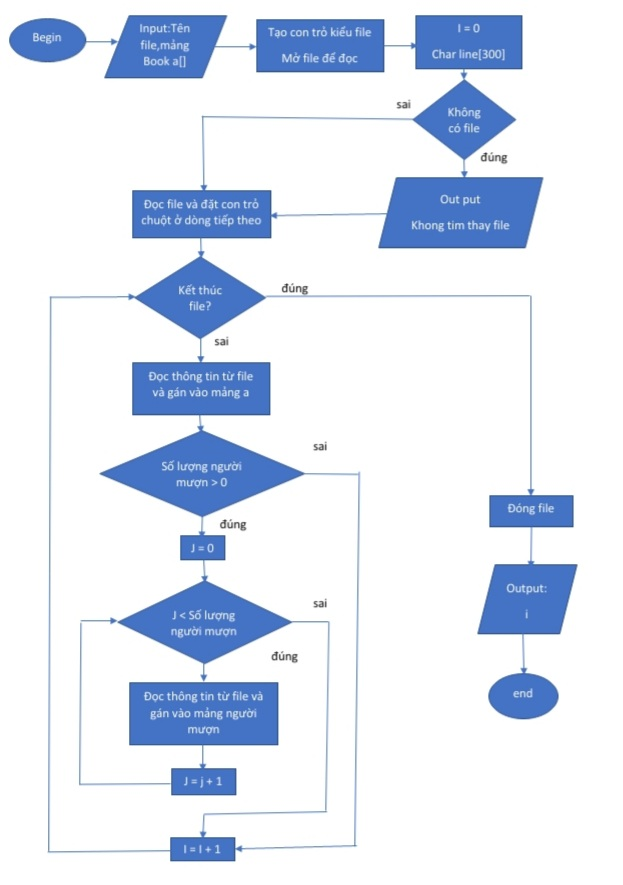 Begin
Input:Tên
file,mảng
Book a[]
Tạo con trỏ kiểu file
Mở file để đọc
I = 0
Char line[300]
sai
Không
có file
đúng
Out put
Khong tim thay file
Đọc file và đặt con trỏ
chuột ở dòng tiếp theo
Kết thúc
file?
đúng
sai
Đọc thông tin từ file
và gán vào mảng a
sai
Số lượng người
mượn > 0
đúng
J = 0
J < Số lượng
người mượn
sai
đúng
Đọc thông tin từ file và
gán vào mảng người
mượn
J = j + 1
I = I + 1
Đóng file
Output:
i
end